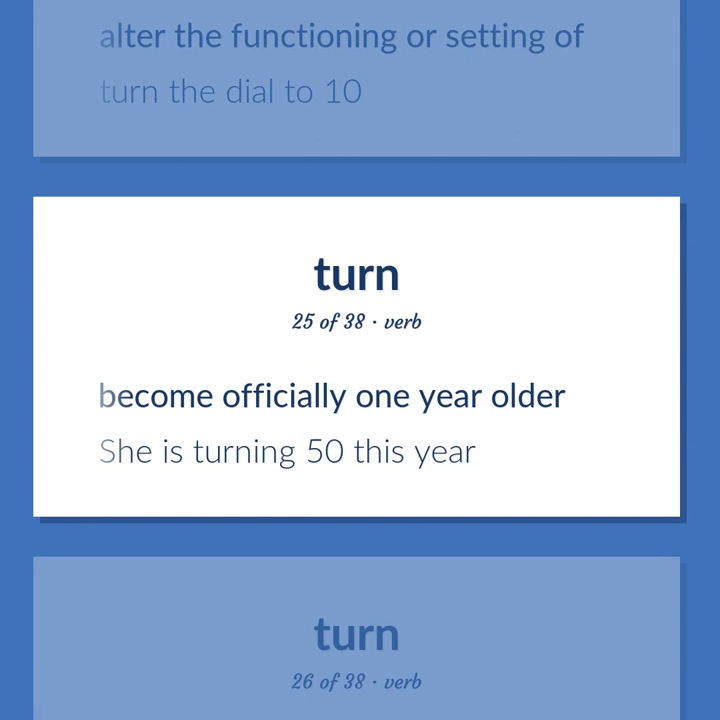 alter the functioning or setting of
turn the dial to 10
turn
25 of 38 · verb
become officially one year older
She is turning 50 this year
turn
26 of 38 · verb